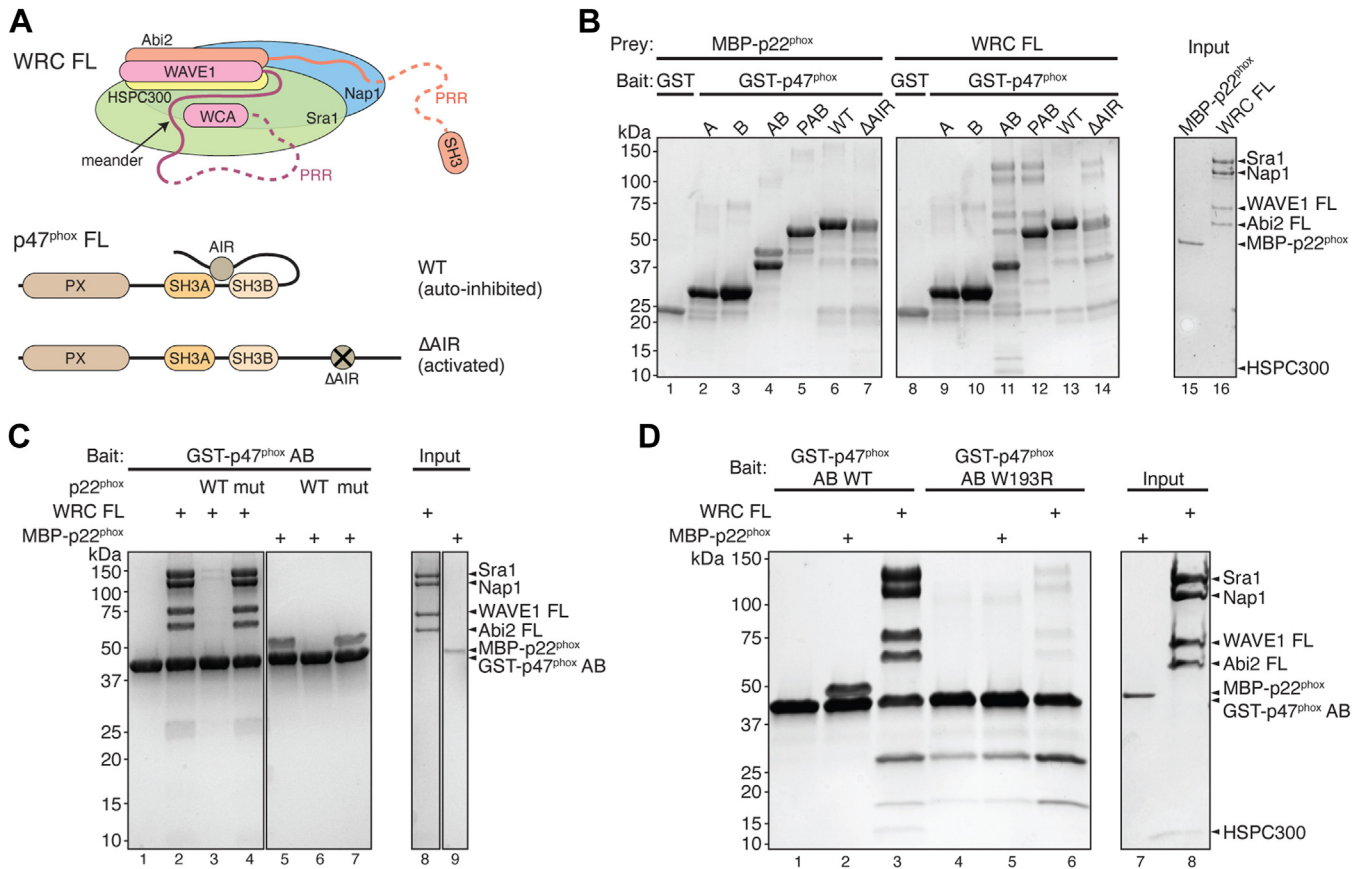 A
WRC FL
Abi2
WAVE1
HSPC300
Nap1
WCA
Sra1
meander
PRR
PRR
SH3
p47phox FL
AIR
PX
SH3A
SH3B
WT
(auto-inhibited)
PX
SH3A
SH3B
ΔAIR
ΔAIR
(activated)
B
Prey: MBP-p22phox WRC FL Input
Bait: GST GST-p47phox GST GST-p47phox
A B AB PAB WT ΔAIR A B AB PAB WT ΔAIR MBP-p22phox WRC FL
kDa
150
100
75
50
37
25
20
15
10
Sra1
Nap1
WAVE1 FL
Abi2 FL
MBP-p22phox
HSPC300
1 2 3 4 5 6 7 8 9 10 11 12 13 14 15 16
C
Bait: GST-p47phox AB Input
p22phox WT mut WT mut
WRC FL + + + +
MBP-p22phox + + + +
kDa
150
100
75
50
37
25
20
15
10
Sra1
Nap1
WAVE1 FL
Abi2 FL
MBP-p22phox
GST-p47phox AB
1 2 3 4 5 6 7 8 9
D
Bait: GST-p47phox AB WT GST-p47phox AB W193R Input
WRC FL + + +
MBP-p22phox + + +
kDa
150
100
75
50
37
25
20
15
10
Sra1
Nap1
WAVE1 FL
Abi2 FL
MBP-p22phox
GST-p47phox AB
HSPC300
1 2 3 4 5 6 7 8